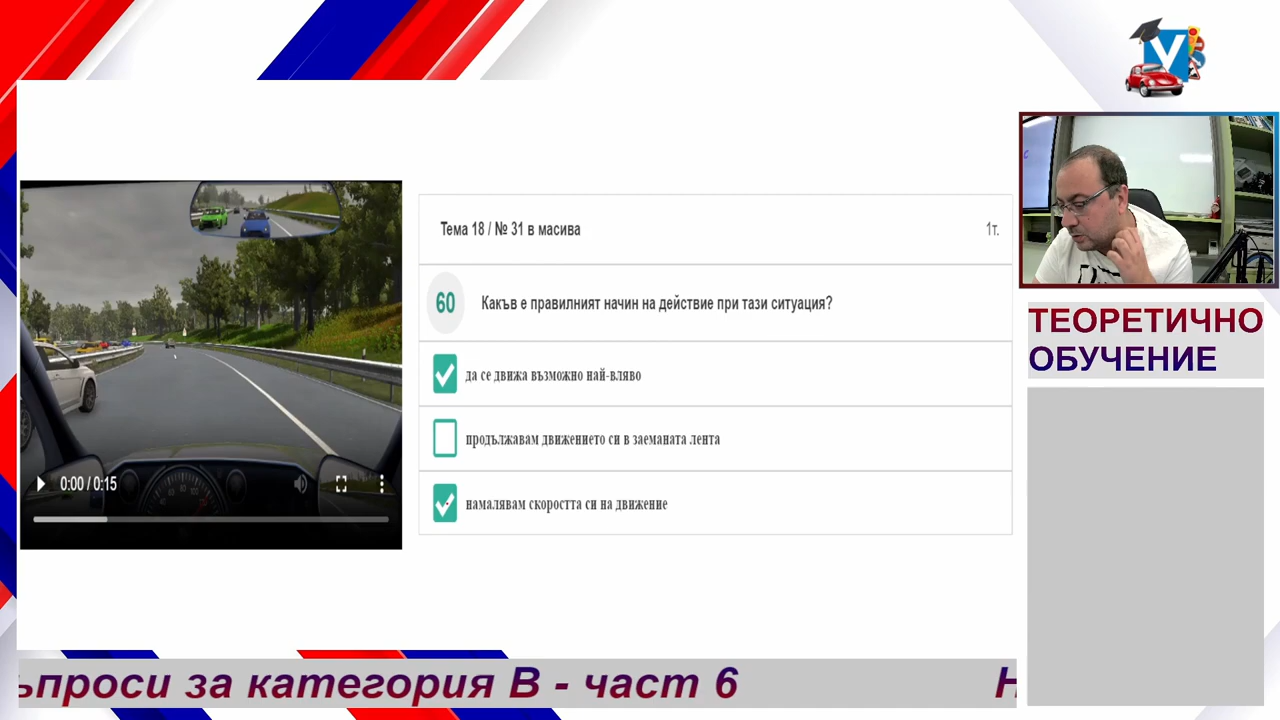 V
Тема 18 / № 31 в масива
1т.
60
Какъв е правилният начин на действие при тази ситуация?
да се движа възможно най-вляво
продължавам движението си в заеманата лента
намалявам скоростта си на движение
0:00 / 0:15
ТЕОРЕТИЧНО
ОБУЧЕНИЕ
ъпроси за категория В - част 6
Н